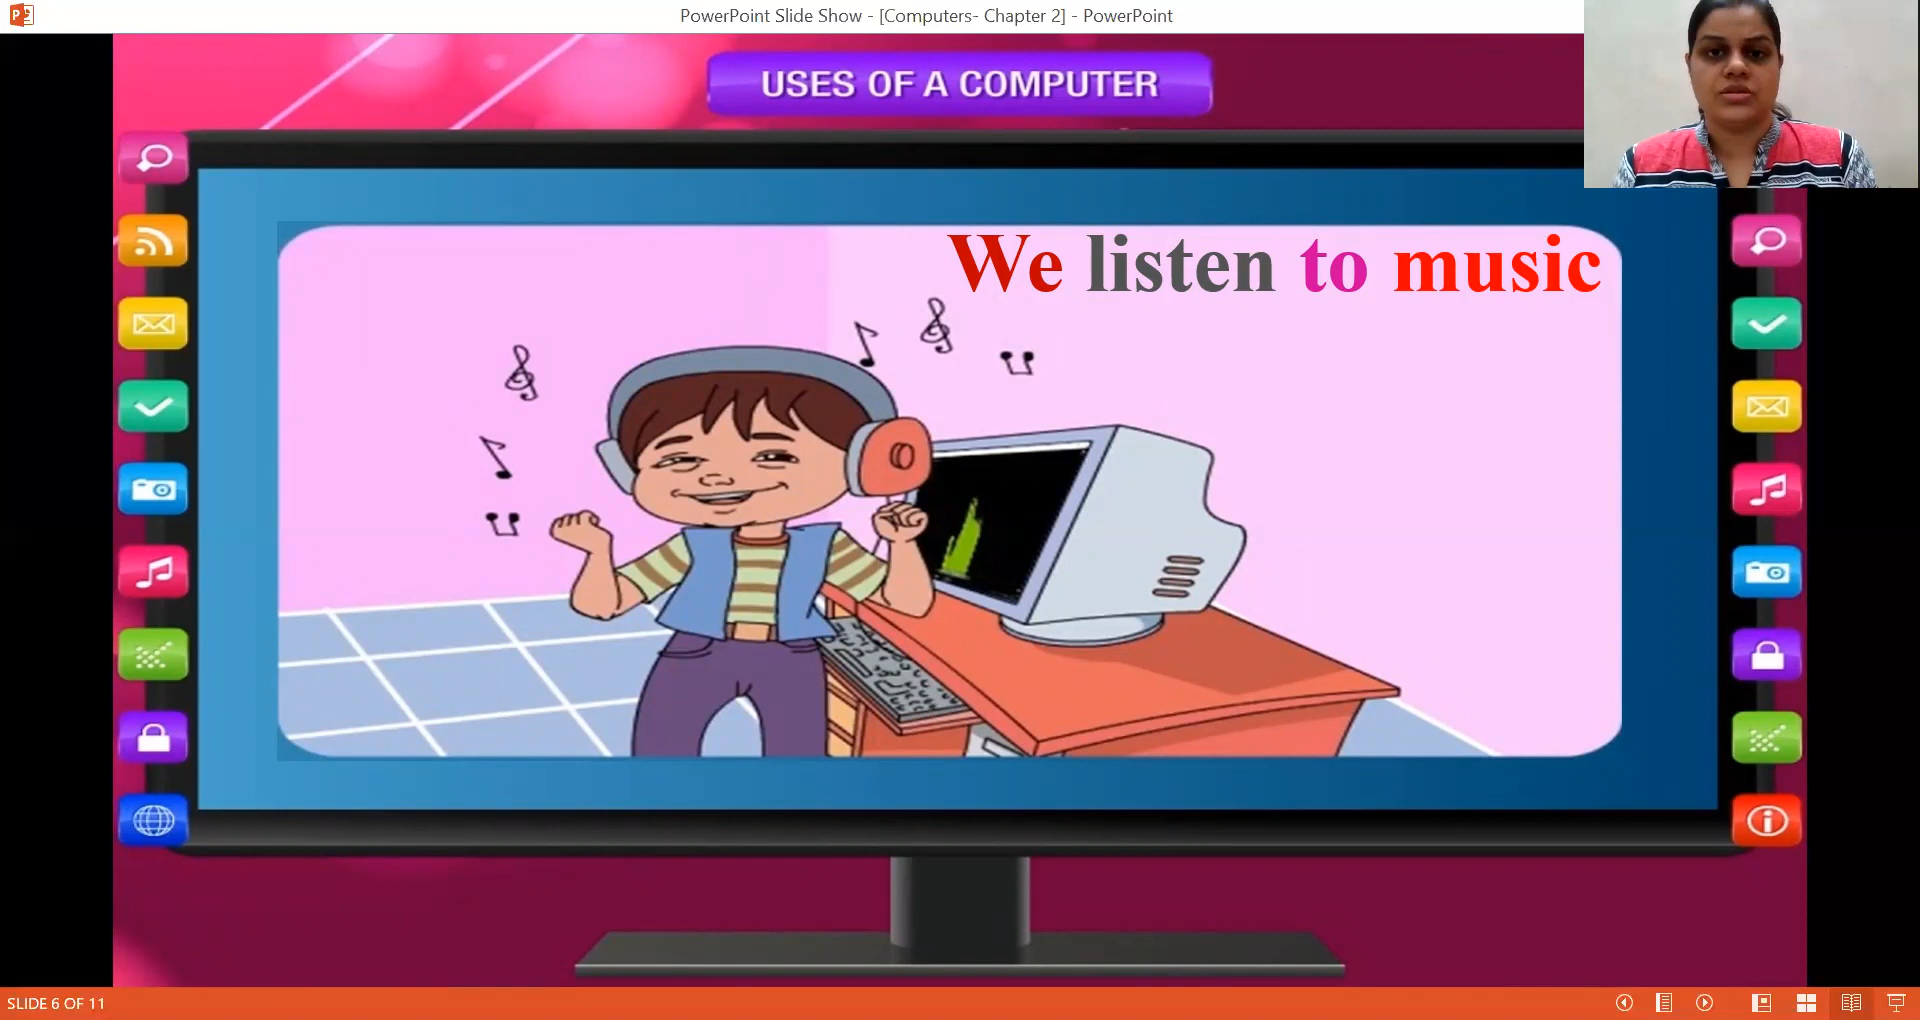 PowerPoint Slide Show - [Computers- Chapter 2] - PowerPoint
USES OF A COMPUTER
We listen to music
SLIDE 6 OF 11